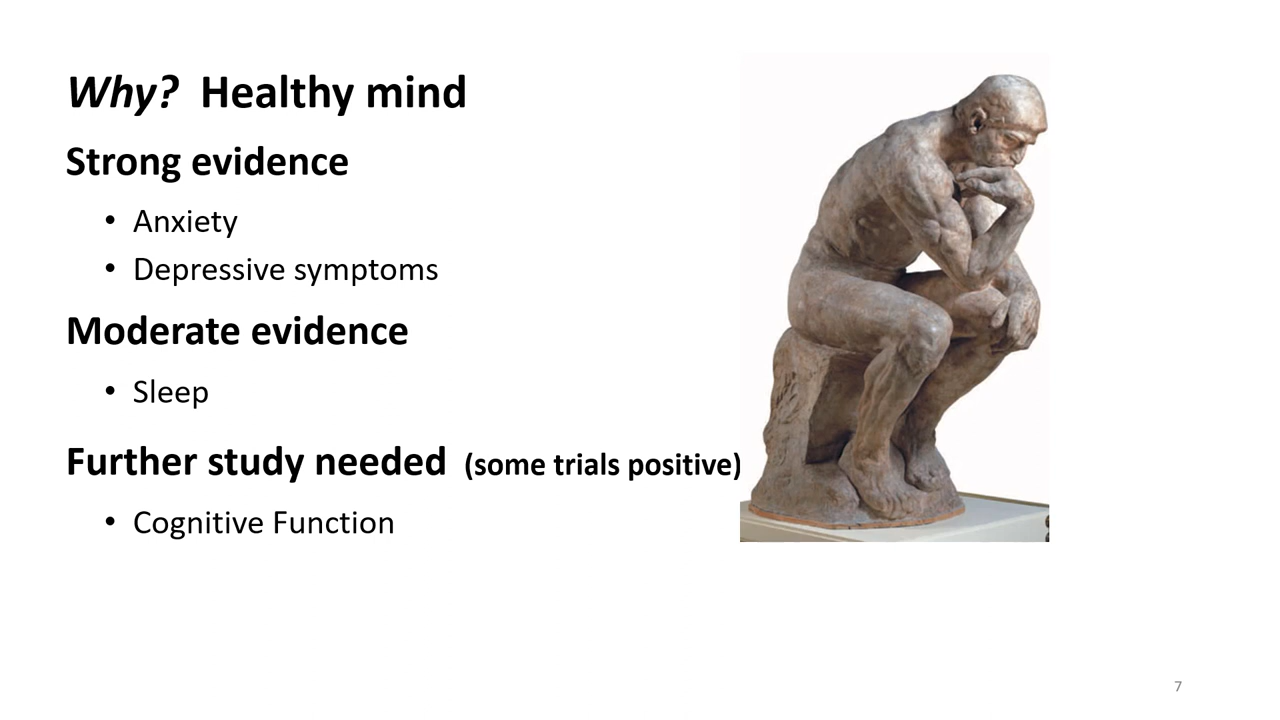 Why? Healthy mind
Strong evidence
• Anxiety
• Depressive symptoms
Moderate evidence
• Sleep
Further study needed (some trials positive)
• Cognitive Function
7